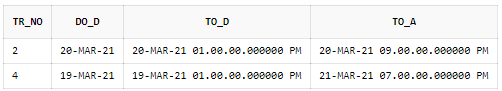 TR_NO DO_D TO_D TO_A
2 20-MAR-21 20-MAR-21 01.00.00.000000 PM 20-MAR-21 09.00.00.000000 PM
4 19-MAR-21 19-MAR-21 01.00.00.000000 PM 21-MAR-21 07.00.00.000000 PM